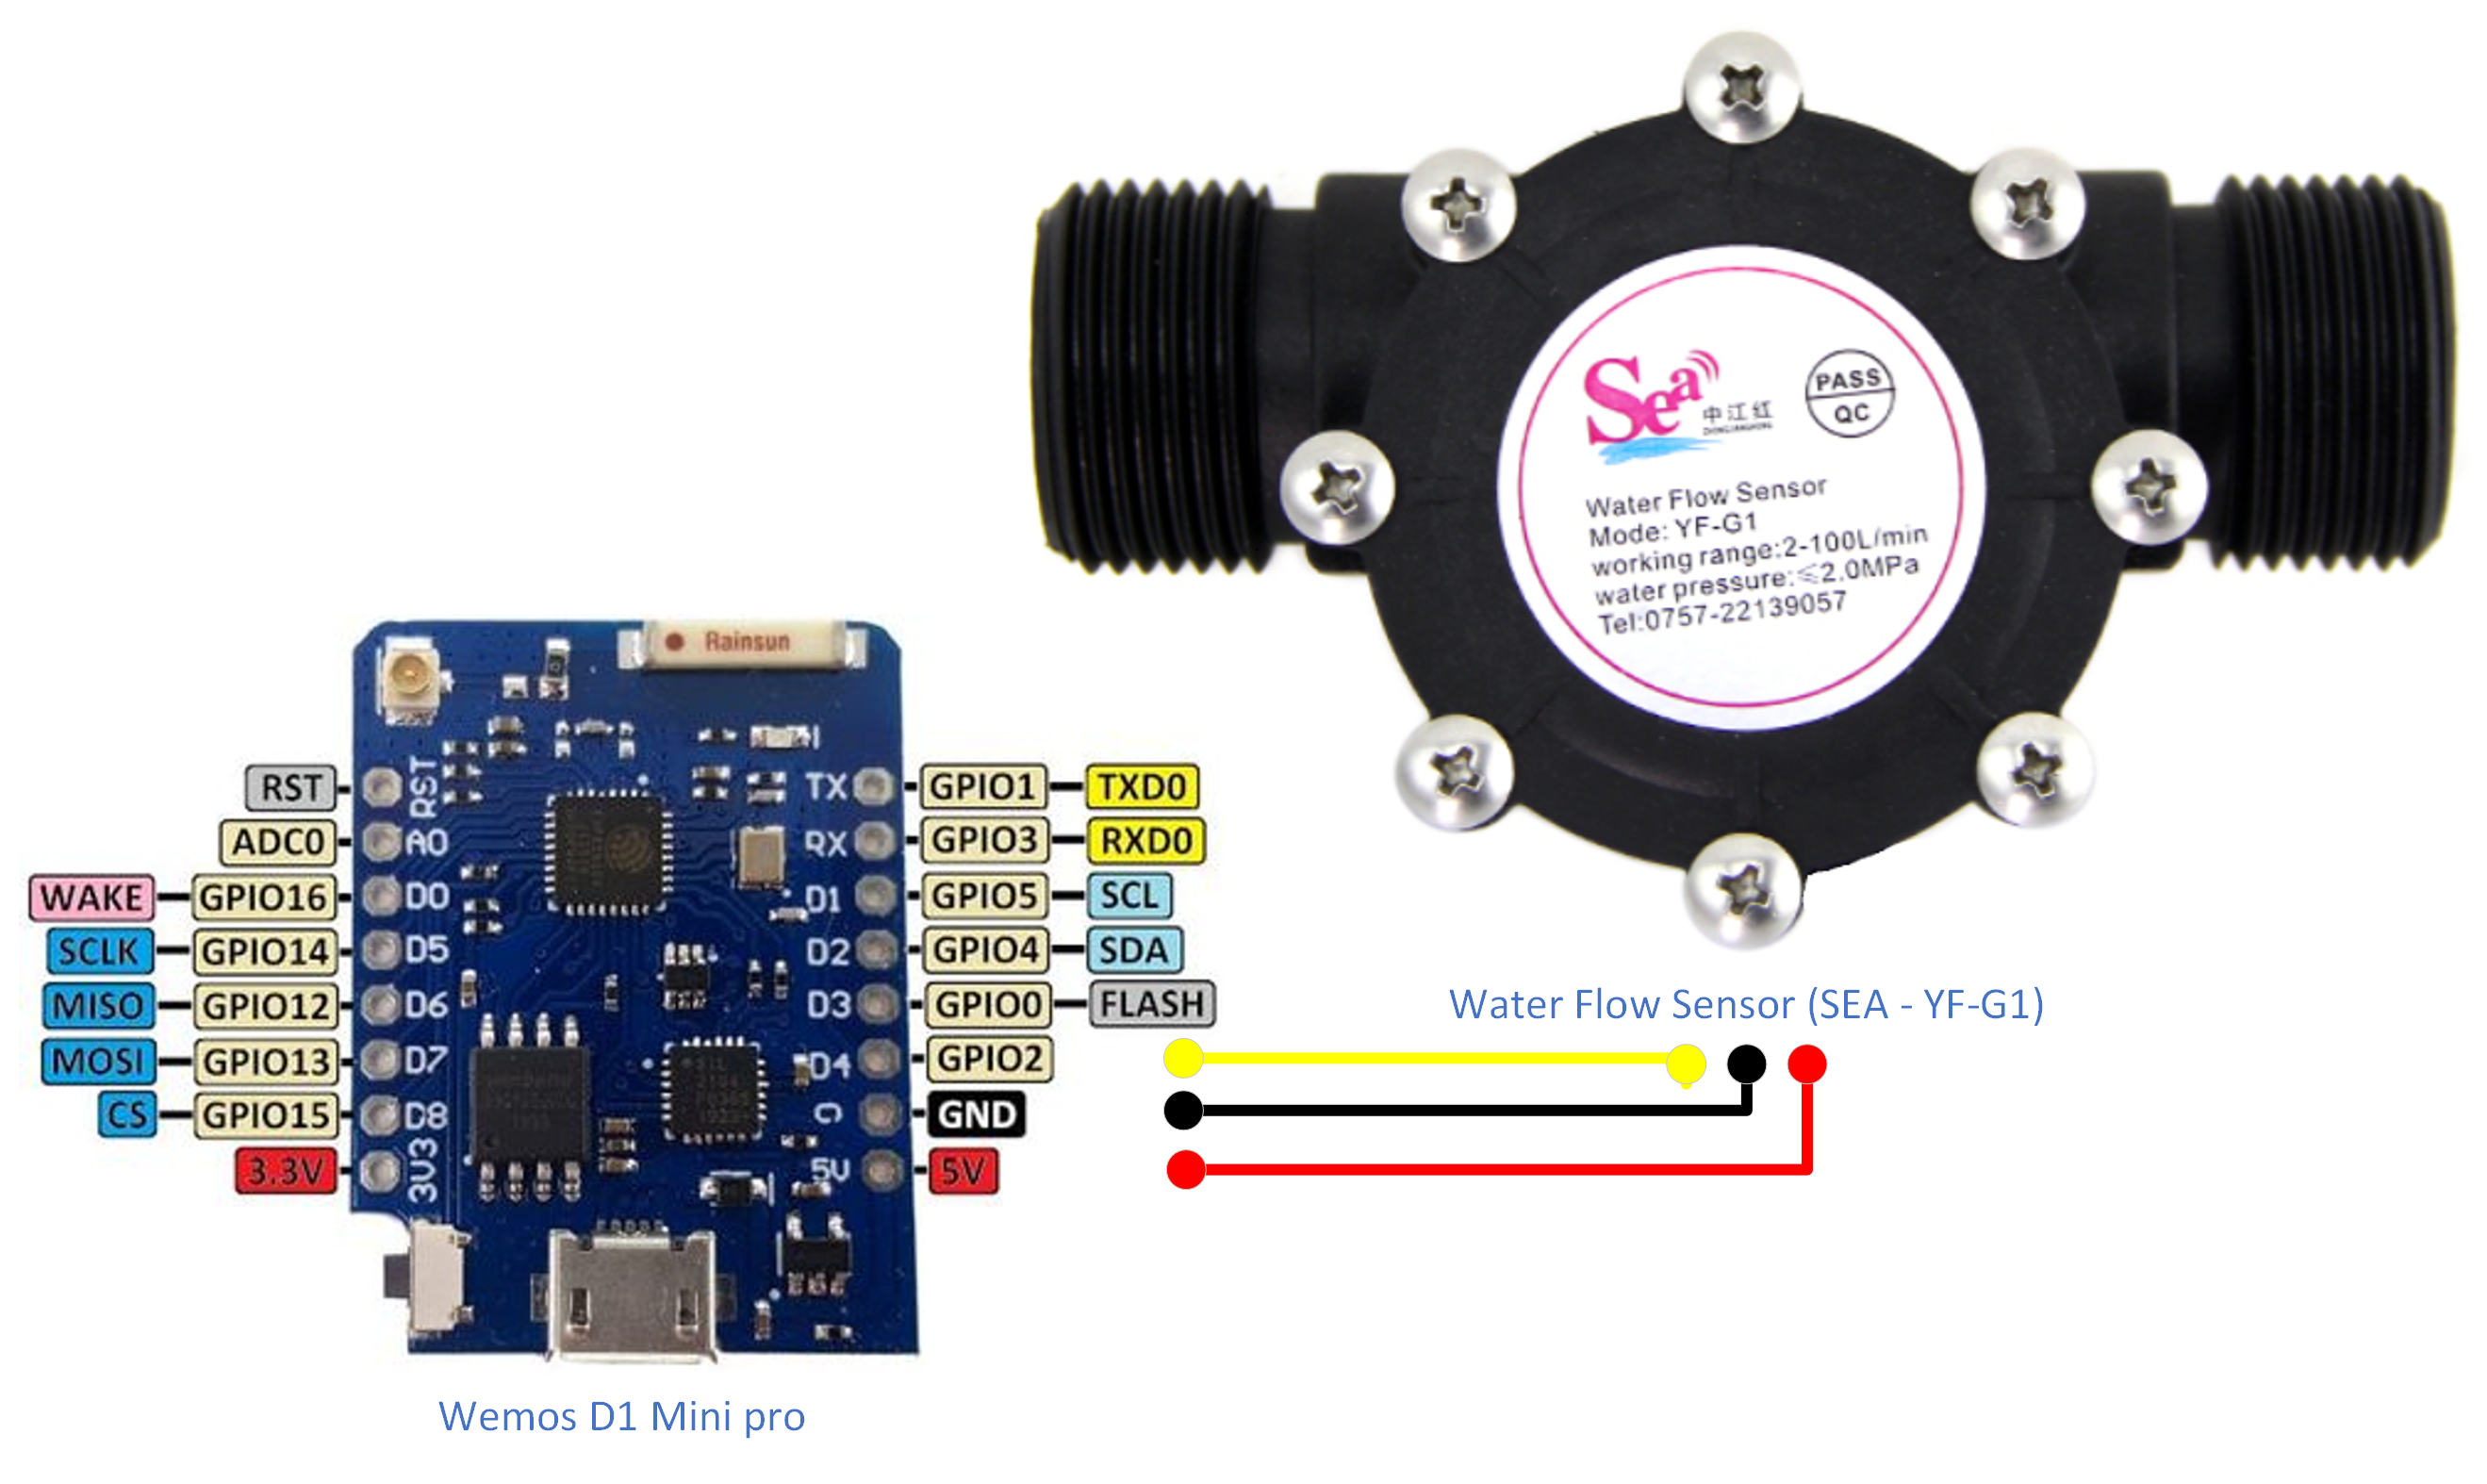 Sea
中江红
ZHONGJIANGHONG
PASS
QC
Water Flow Sensor
Mode: YF-G1
working range:2-100L/min
water pressure:≤2.0MPa
Tel:0757-22139057
Rainsun
RST
ADC0
WAKE GPIO16
SCLK GPIO14
MISO GPIO12
MOSI GPIO13
CS GPIO15
3.3V
RST
A0
D0
D5
D6
D7
D8
3V3
TX
RX
D1
D2
D3
D4
G
5V
GPIO1 TXD0
GPIO3 RXD0
GPIO5 SCL
GPIO4 SDA
GPIO0 FLASH
GPIO2
GND
5V
Water Flow Sensor (SEA - YF-G1)
Wemos D1 Mini pro